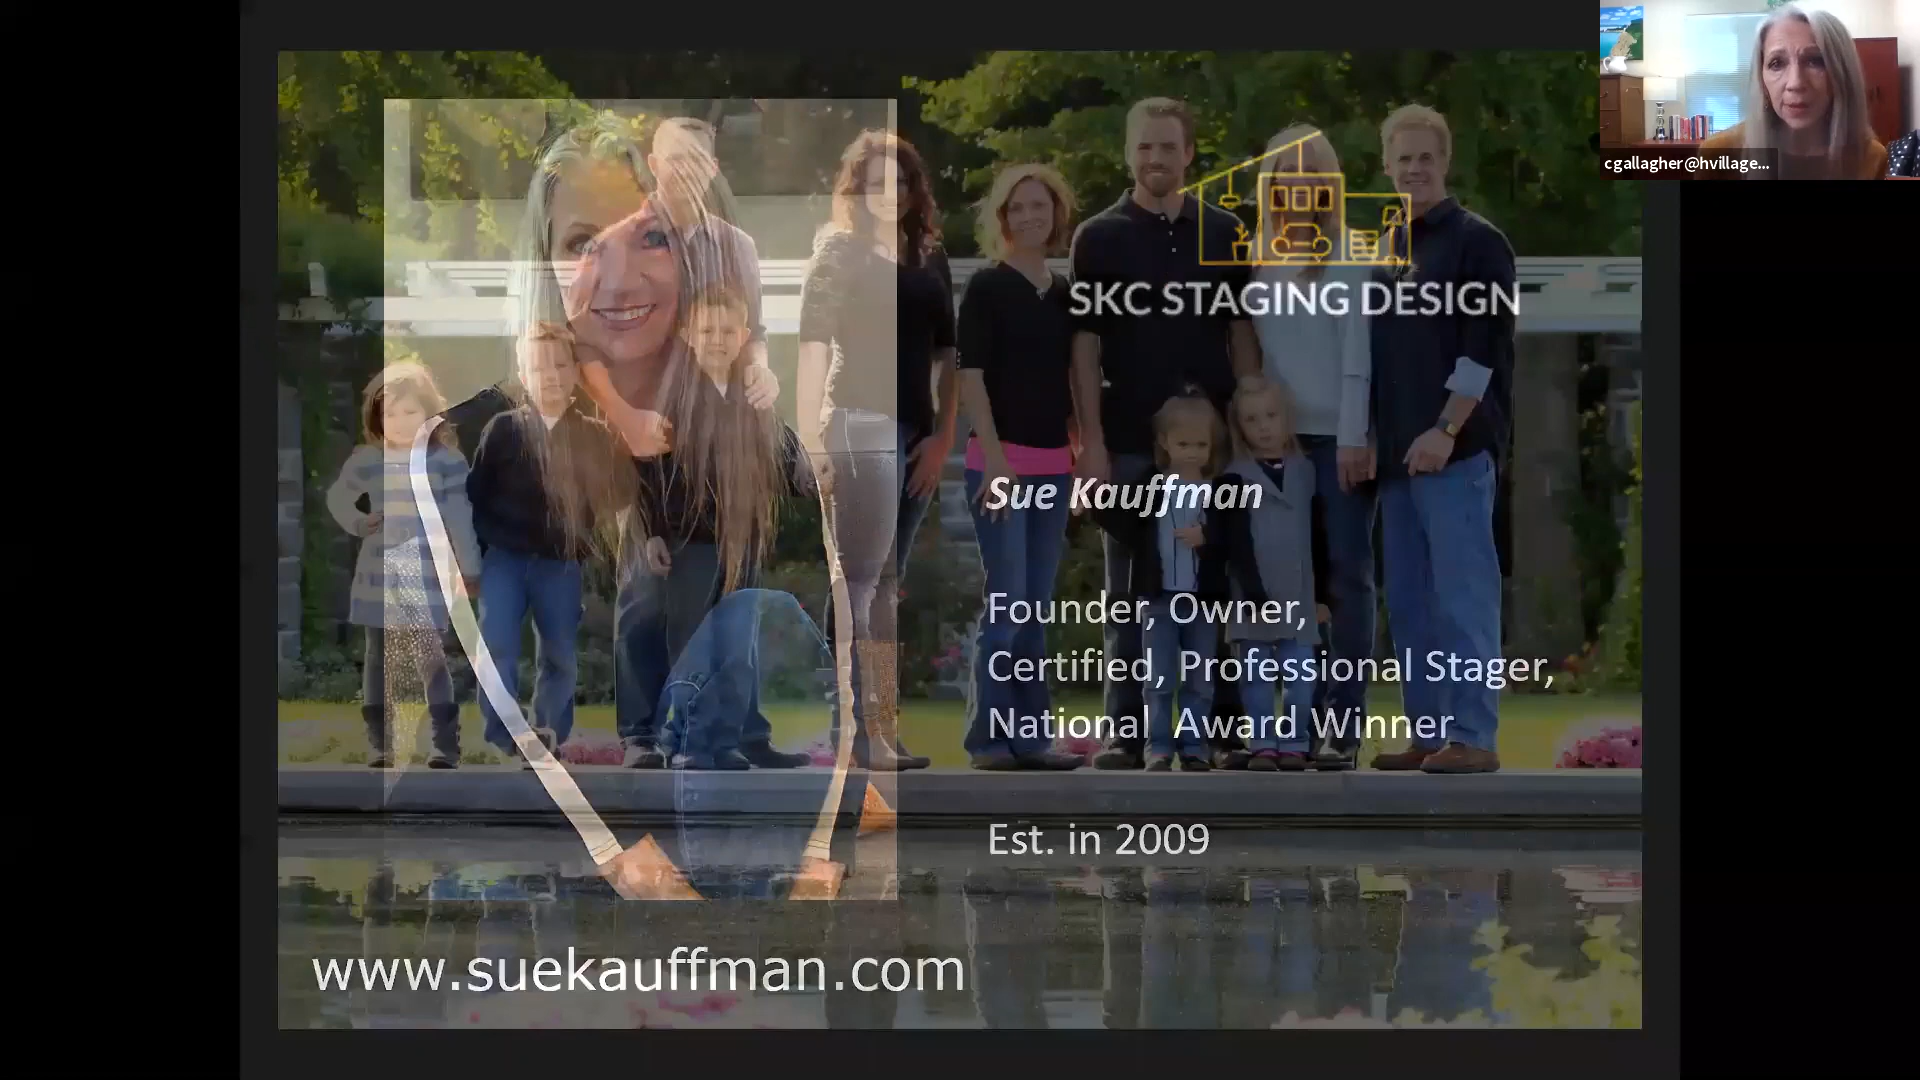 cgallagher@hvillage...
SKC STAGING DESIGN
Sue Kauffman
Founder, Owner,
Certified, Professional Stager,
National Award Winner
Est. in 2009
www.suekauffman.com